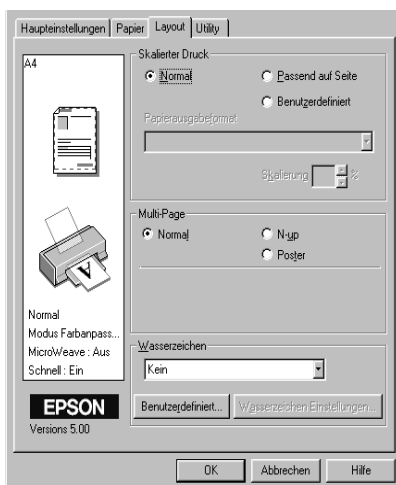 Haupteinstellungen Papier Layout Utility
A4
Skalierter Druck
Normal
Passend auf Seite
Benutzerdefiniert
Papierausgabeformat
Skalierung %
Multi-Page
Normal
N-up
Poster
Normal
Modus Farbanpass...
MicroWeave : Aus
Schnell : Ein
Wasserzeichen
Kein
Benutzerdefiniert... Wasserzeichen Einstellungen...
EPSON
Versions 5.00
OK Abbrechen Hilfe